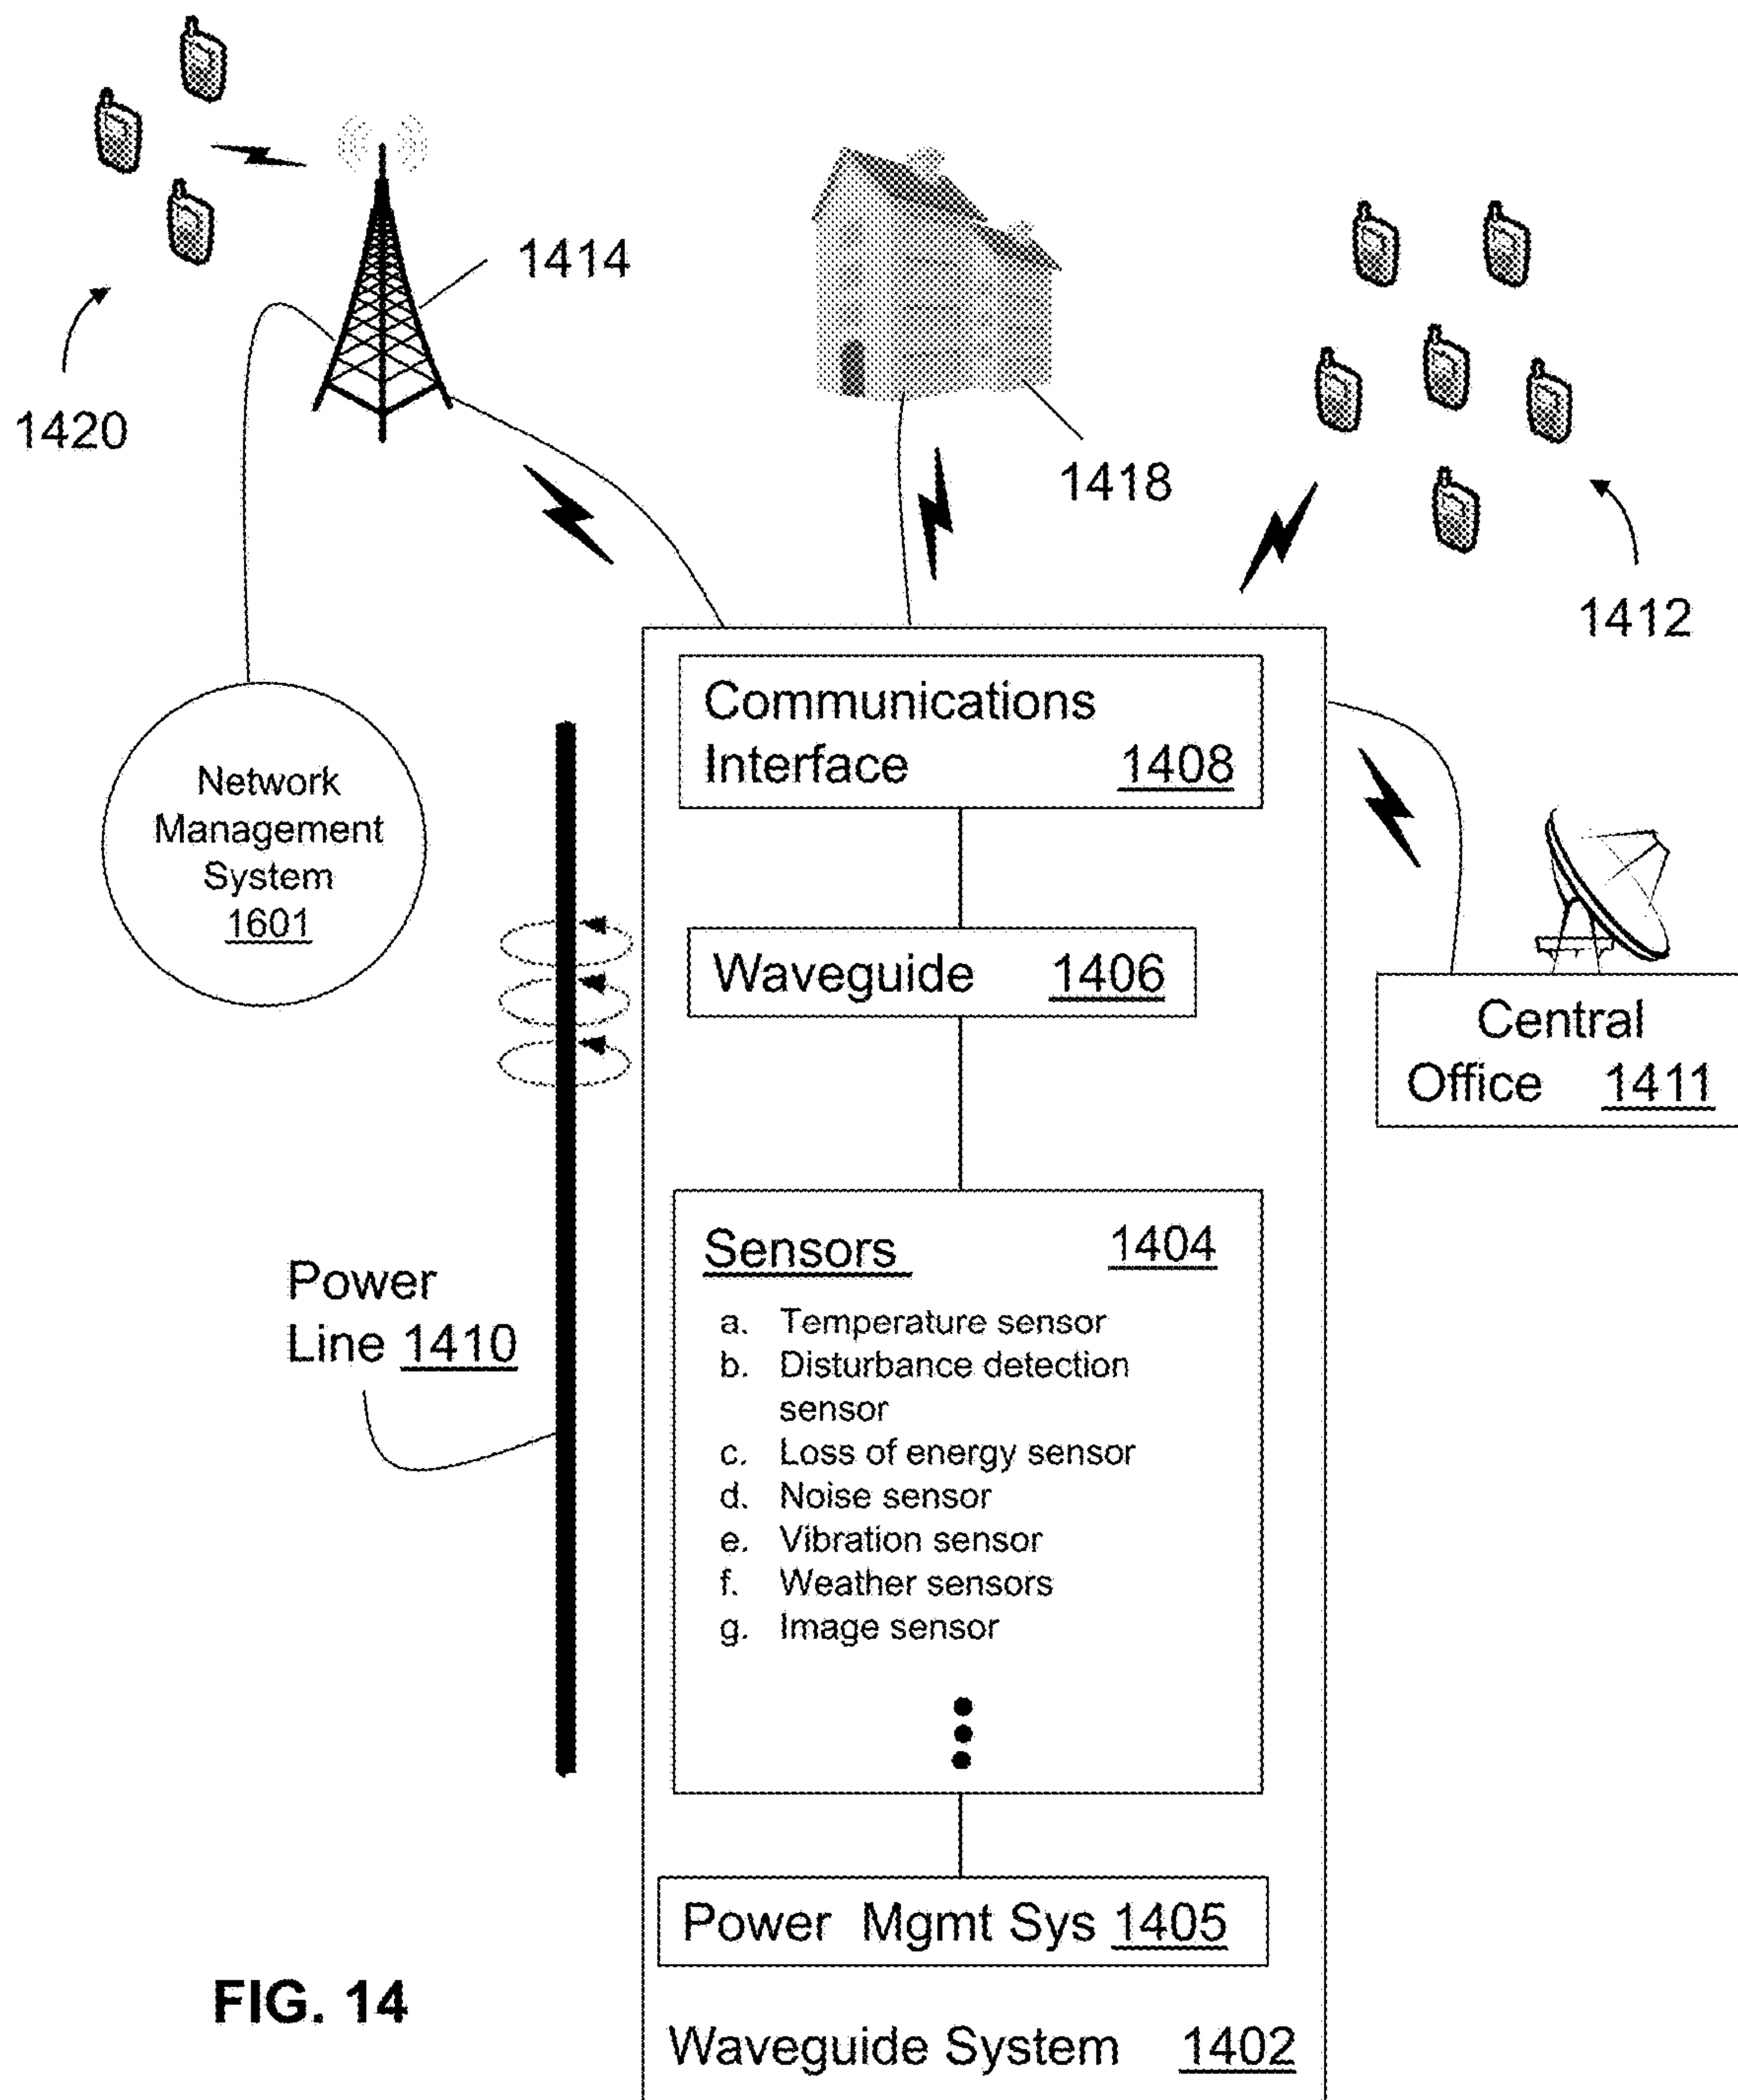 1414
1420
1418
1412
Communications
Interface 1408
Network
Management
System
1601
Waveguide 1406
Central
Office 1411
Sensors 1404
Power
Line 1410
a. Temperature sensor
b. Disturbance detection
sensor
c. Loss of energy sensor
d. Noise sensor
e. Vibration sensor
f. Weather sensors
g. Image sensor
Power Mgmt Sys 1405
FIG. 14
Waveguide System 1402